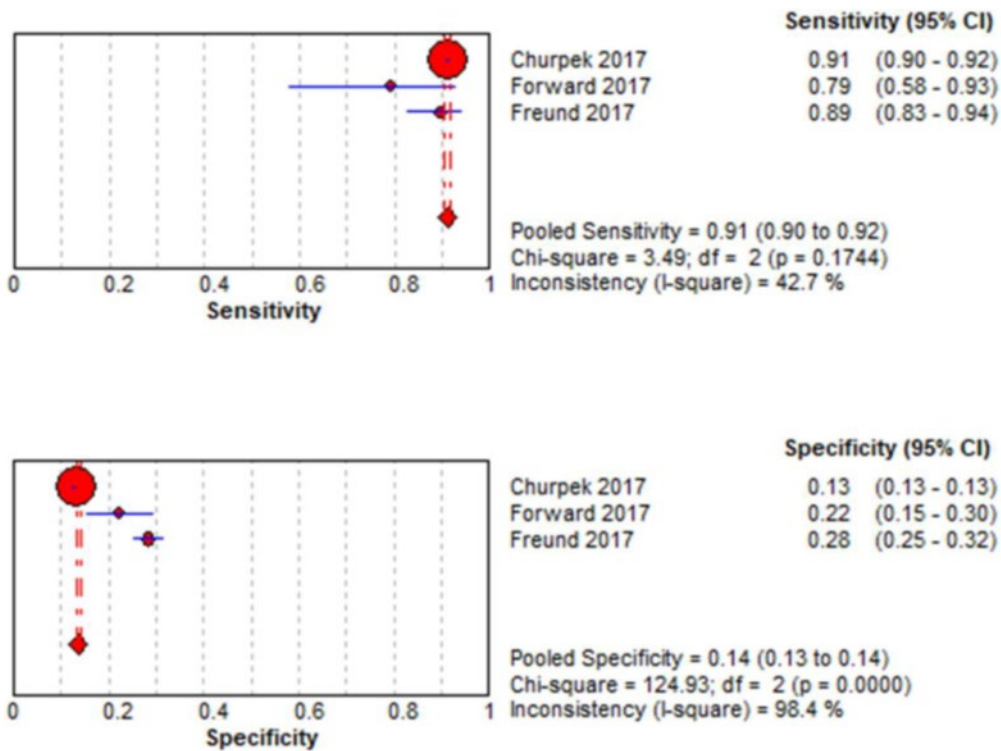 Sensitivity (95% CI)
Churpek 2017 0.91 (0.90 - 0.92)
Forward 2017 0.79 (0.58 - 0.93)
Freund 2017 0.89 (0.83 - 0.94)
Pooled Sensitivity = 0.91 (0.90 to 0.92)
Chi-square = 3.49; df = 2 (p = 0.1744)
Inconsistency (I-square) = 42.7 %
0 0.2 0.4 0.6 0.8 1
Sensitivity
Specificity (95% CI)
Churpek 2017 0.13 (0.13 - 0.13)
Forward 2017 0.22 (0.15 - 0.30)
Freund 2017 0.28 (0.25 - 0.32)
Pooled Specificity = 0.14 (0.13 to 0.14)
Chi-square = 124.93; df = 2 (p = 0.0000)
Inconsistency (I-square) = 98.4 %
0 0.2 0.4 0.6 0.8 1
Specificity